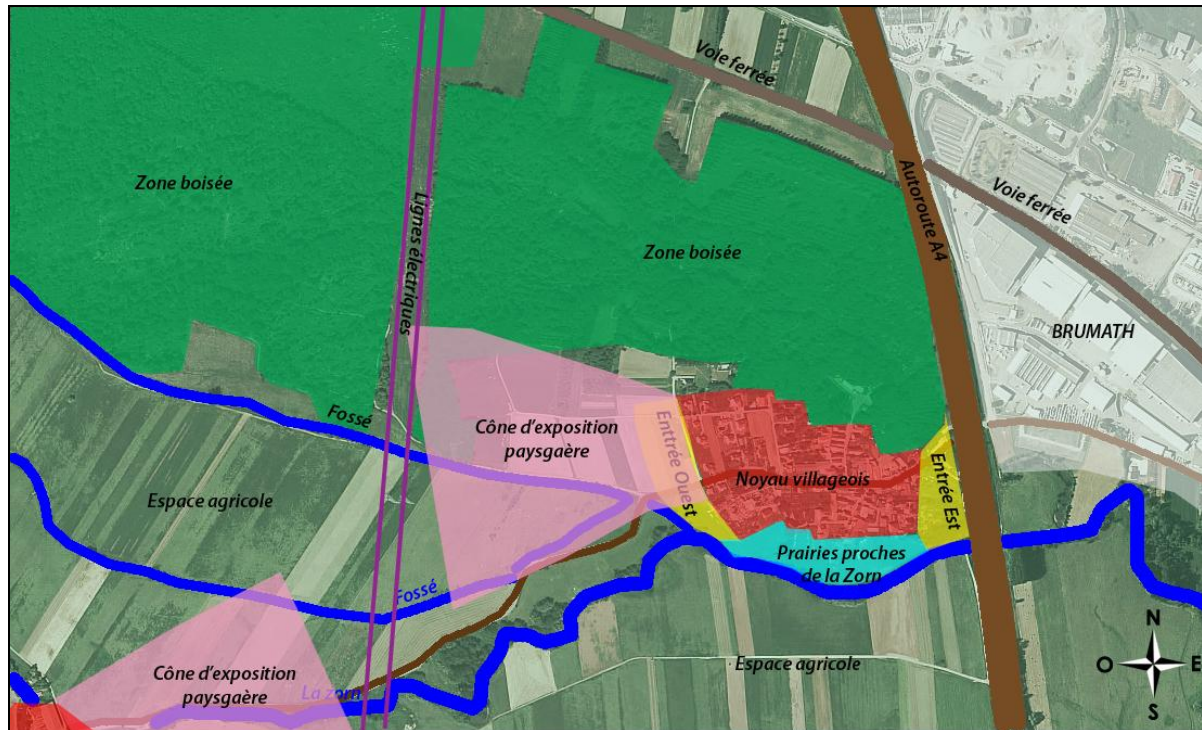 Voie ferrée
Zone boisée
Autoroute A4
Voie ferrée
Lignes électriques
Zone boisée
BRUMATH
Fossé
Cône d'exposition
paysgaère
Enttrée Ouest
Noyau villageois
Entrée Est
Espace agricole
Prairies proches
de la Zorn
Fossé
Cône d'exposition
paysgaère
La zorn
Espace agricole
N
O
E
S